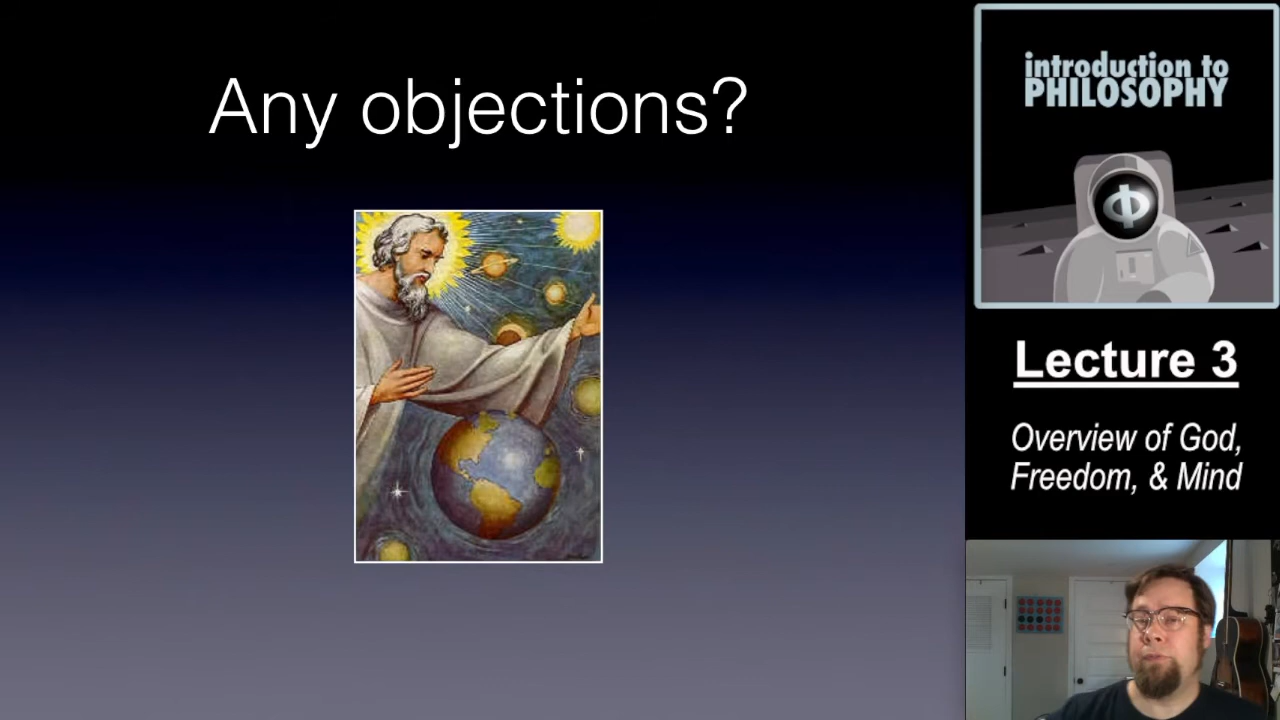 Any objections?
introduction to
PHILOSOPHY
Φ
Lecture 3
Overview of God,
Freedom, & Mind